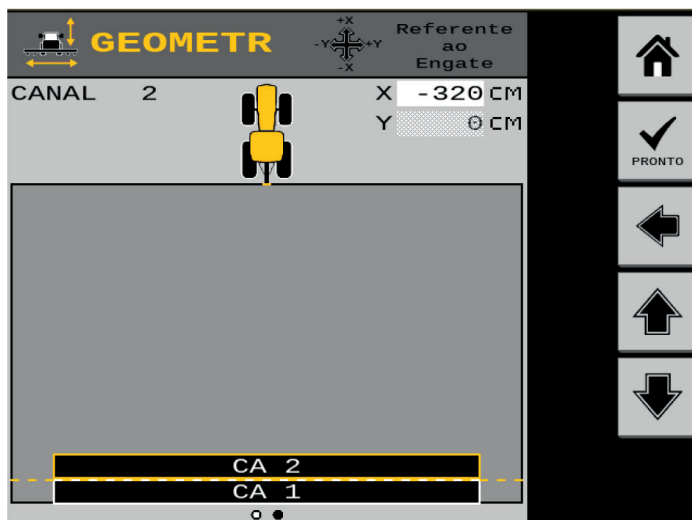 GEOMETR
+X
-Y +Y
-X
Referente
ao
Engate
CANAL 2
X -320 CM
Y 0 CM
PRONTO
CA 2
CA 1